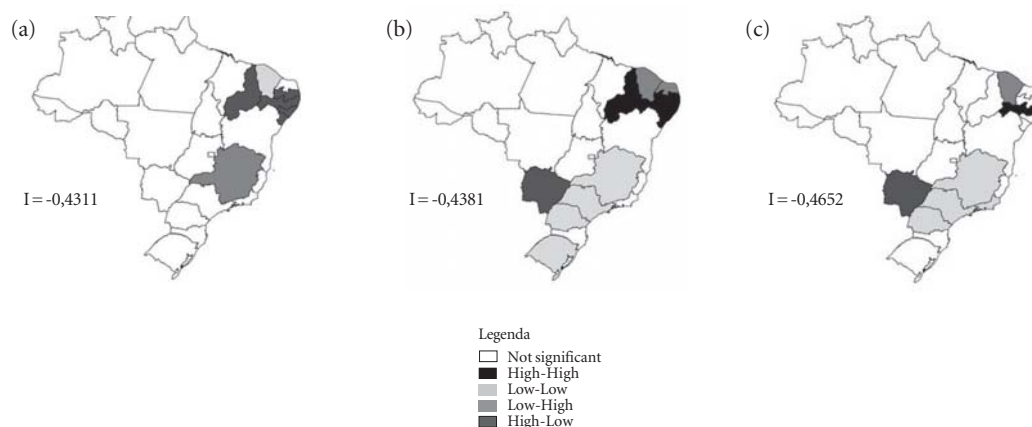 (a)
(b)
(c)
I = -0,4311
I = -0,4381
I = -0,4652
Legenda
Not significant
High-High
Low-Low
Low-High
High-Low